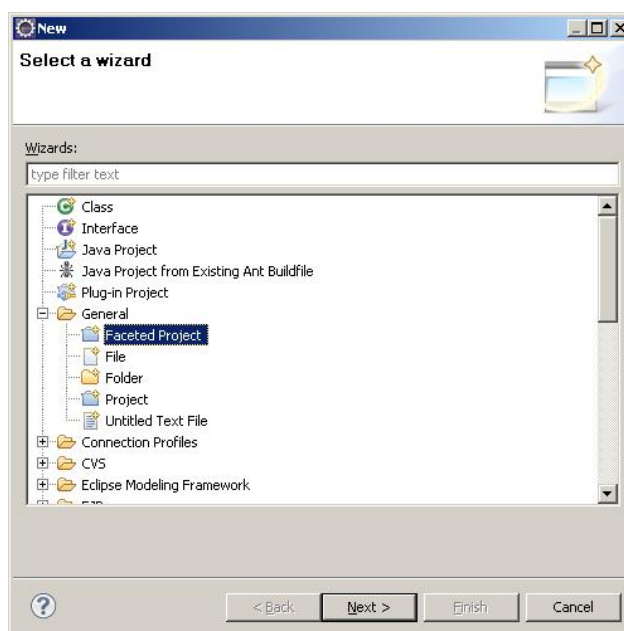 New
Select a wizard
Wizards:
type filter text
Class
Interface
Java Project
Java Project from Existing Ant Buildfile
Plug-in Project
General
Faceted Project
File
Folder
Project
Untitled Text File
Connection Profiles
CVS
Eclipse Modeling Framework
< Back Next > Finish Cancel